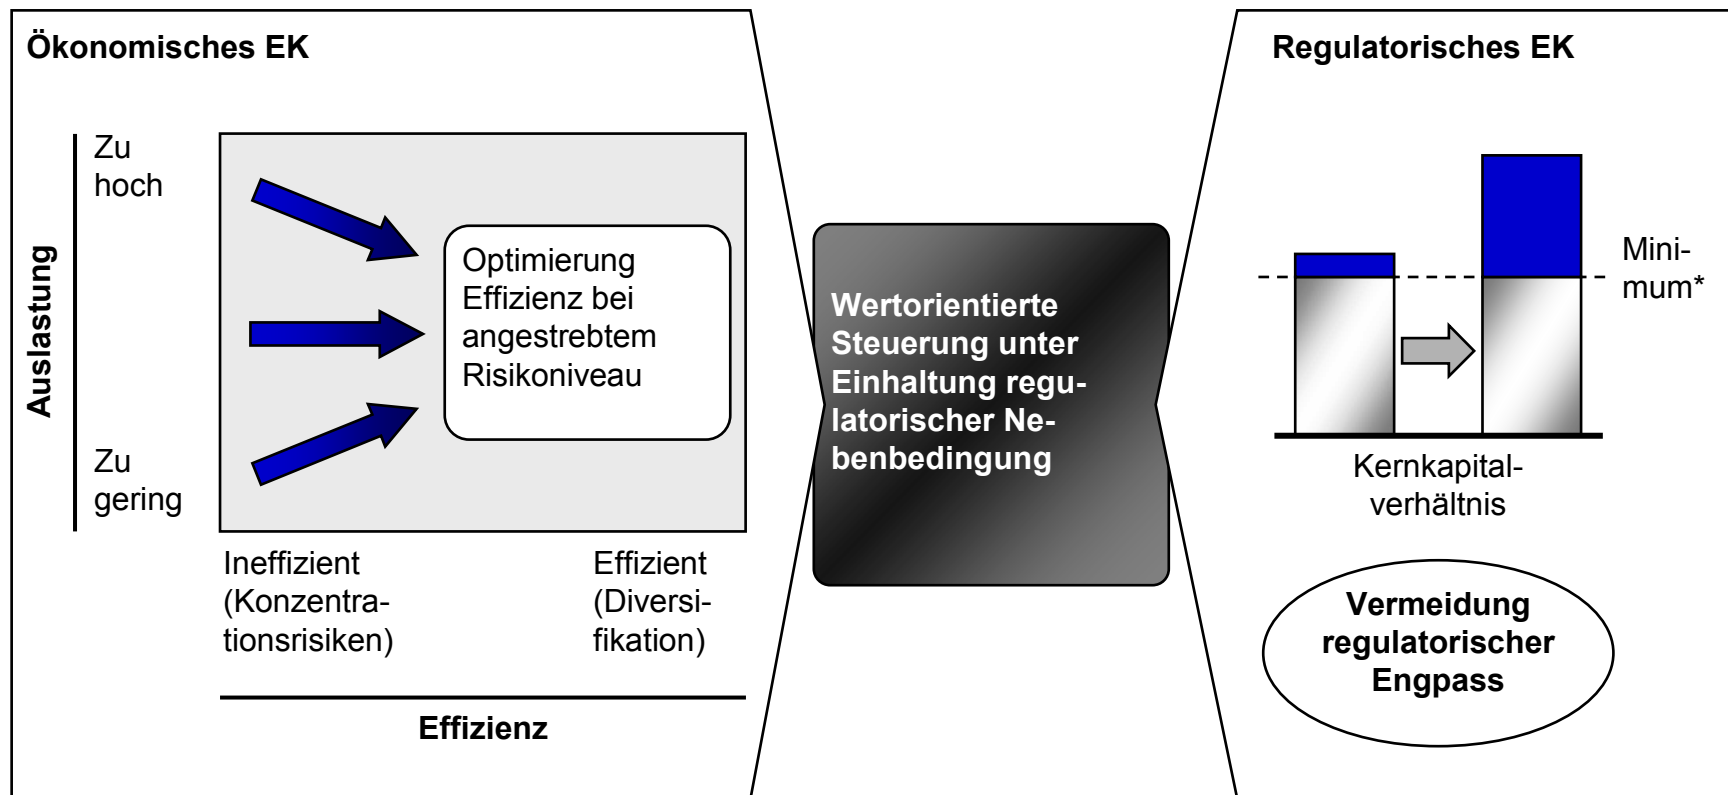 Ökonomisches EK
Auslastung
Zu
hoch
Zu
gering
Optimierung
Effizienz bei
angestrebtem
Risikoniveau
Ineffizient
(Konzentra-
tionsrisiken)
Effizient
(Diversi-
fikation)
Effizienz
Wertorientierte
Steuerung unter
Einhaltung regu-
latorischer Ne-
benbedingung
Regulatorisches EK
Mini-
mum*
Kernkapital-
verhältnis
Vermeidung
regulatorischer
Engpass